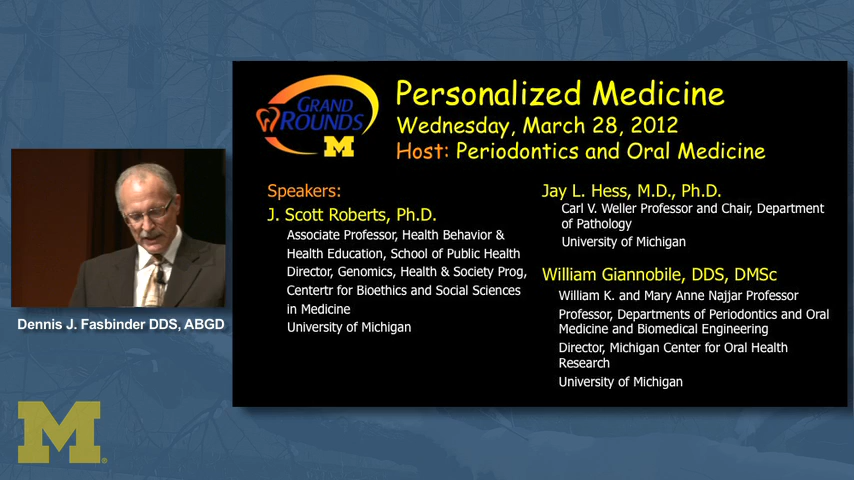 GRAND
ROUNDS
M
Personalized Medicine
Wednesday, March 28, 2012
Host: Periodontics and Oral Medicine
Speakers:
J. Scott Roberts, Ph.D.
Associate Professor, Health Behavior &
Health Education, School of Public Health
Director, Genomics, Health & Society Prog,
Centertr for Bioethics and Social Sciences
in Medicine
University of Michigan
Jay L. Hess, M.D., Ph.D.
Carl V. Weller Professor and Chair, Department
of Pathology
University of Michigan
William Giannobile, DDS, DMSc
William K. and Mary Anne Najjar Professor
Professor, Departments of Periodontics and Oral
Medicine and Biomedical Engineering
Director, Michigan Center for Oral Health
Research
University of Michigan
Dennis J. Fasbinder DDS, ABGD
M®